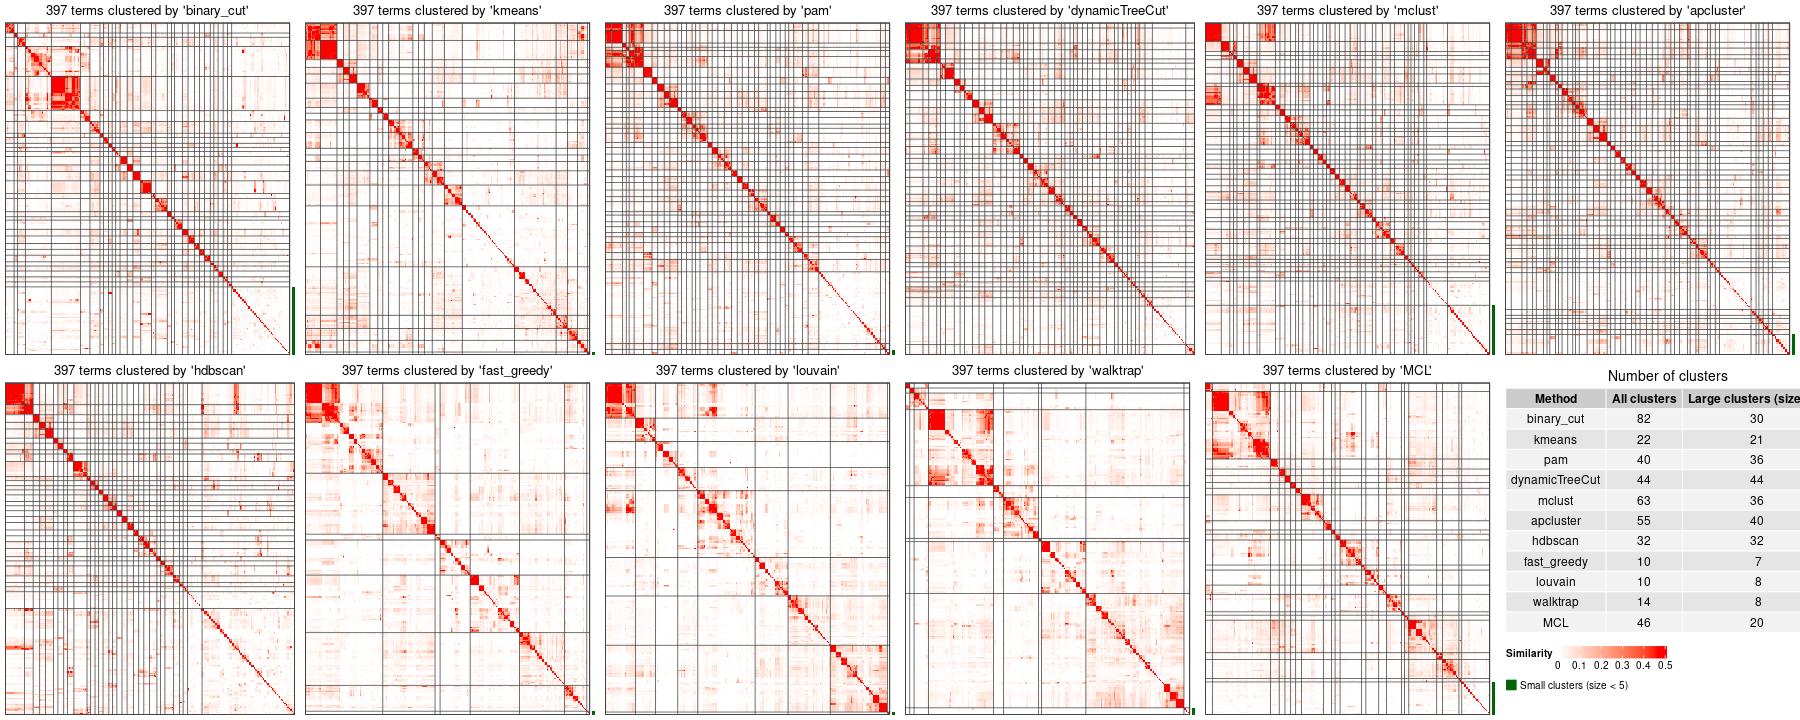 397 terms clustered by 'binary_cut'
397 terms clustered by 'kmeans'
397 terms clustered by 'pam'
397 terms clustered by 'dynamicTreeCut'
397 terms clustered by 'mclust'
397 terms clustered by 'apcluster'
397 terms clustered by 'hdbscan'
397 terms clustered by 'fast_greedy'
397 terms clustered by 'louvain'
397 terms clustered by 'walktrap'
397 terms clustered by 'MCL'
Number of clusters
Method All clusters Large clusters (size
binary_cut 82 30
kmeans 22 21
pam 40 36
dynamicTreeCut 44 44
mclust 63 36
apcluster 55 40
hdbscan 32 32
fast_greedy 10 7
louvain 10 8
walktrap 14 8
MCL 46 20
Similarity
0 0.1 0.2 0.3 0.4 0.5
Small clusters (size < 5)